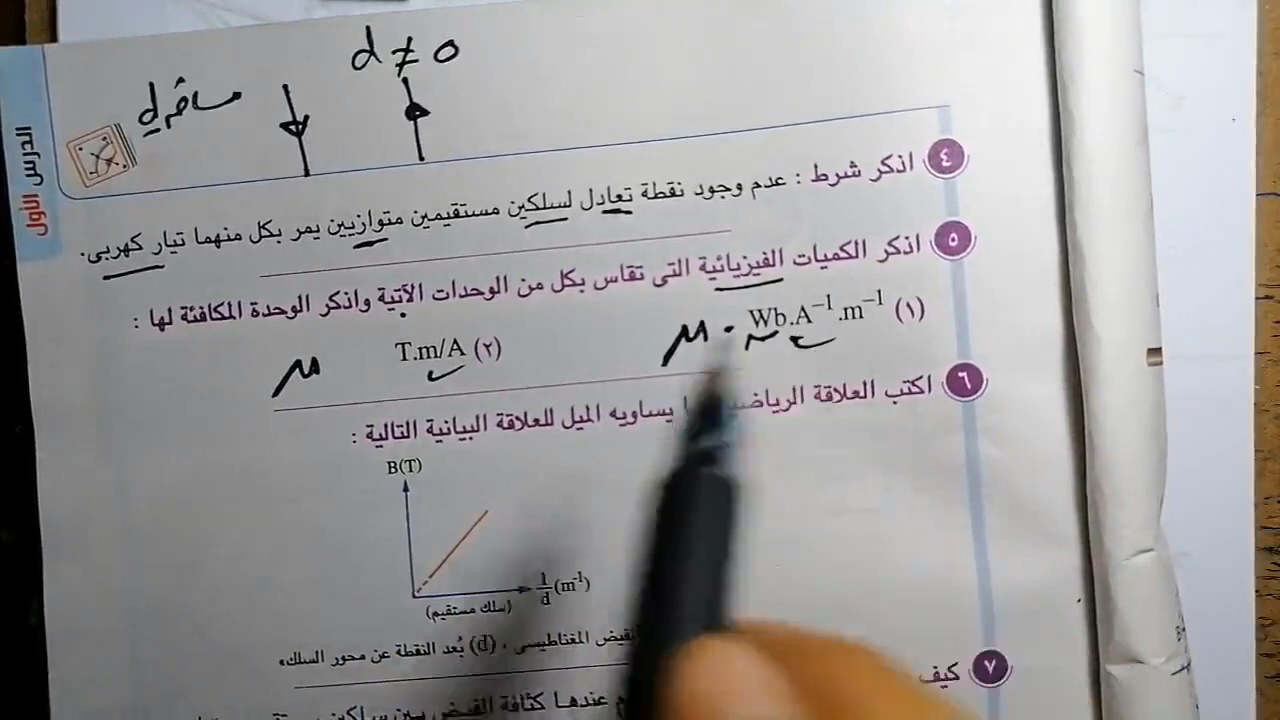 d ≠ 0
d
الدرس الأول
٤ اذكر شرط : عدم وجود نقطة تعادل لسلكين مستقيمين متوازيين يمر بكل منهما تيار كهربى.
٥ اذكر الكميات الفيزيائية التى تقاس بكل من الوحدات الآتية واذكر الوحدة المكافئة لها :
(١) Wb.A⁻¹.m⁻¹ μ
(٢) T.m/A μ
٦ اكتب العلاقة يساويه الميل للعلاقة البيانية التالية :
B(T)
1/d (m⁻¹)
(سلك مستقيم)
المغناطيسى ، (d) بُعد النقطة عن محور السلك»
٧ كيف
عندها كثافة الفيض بين سلكين